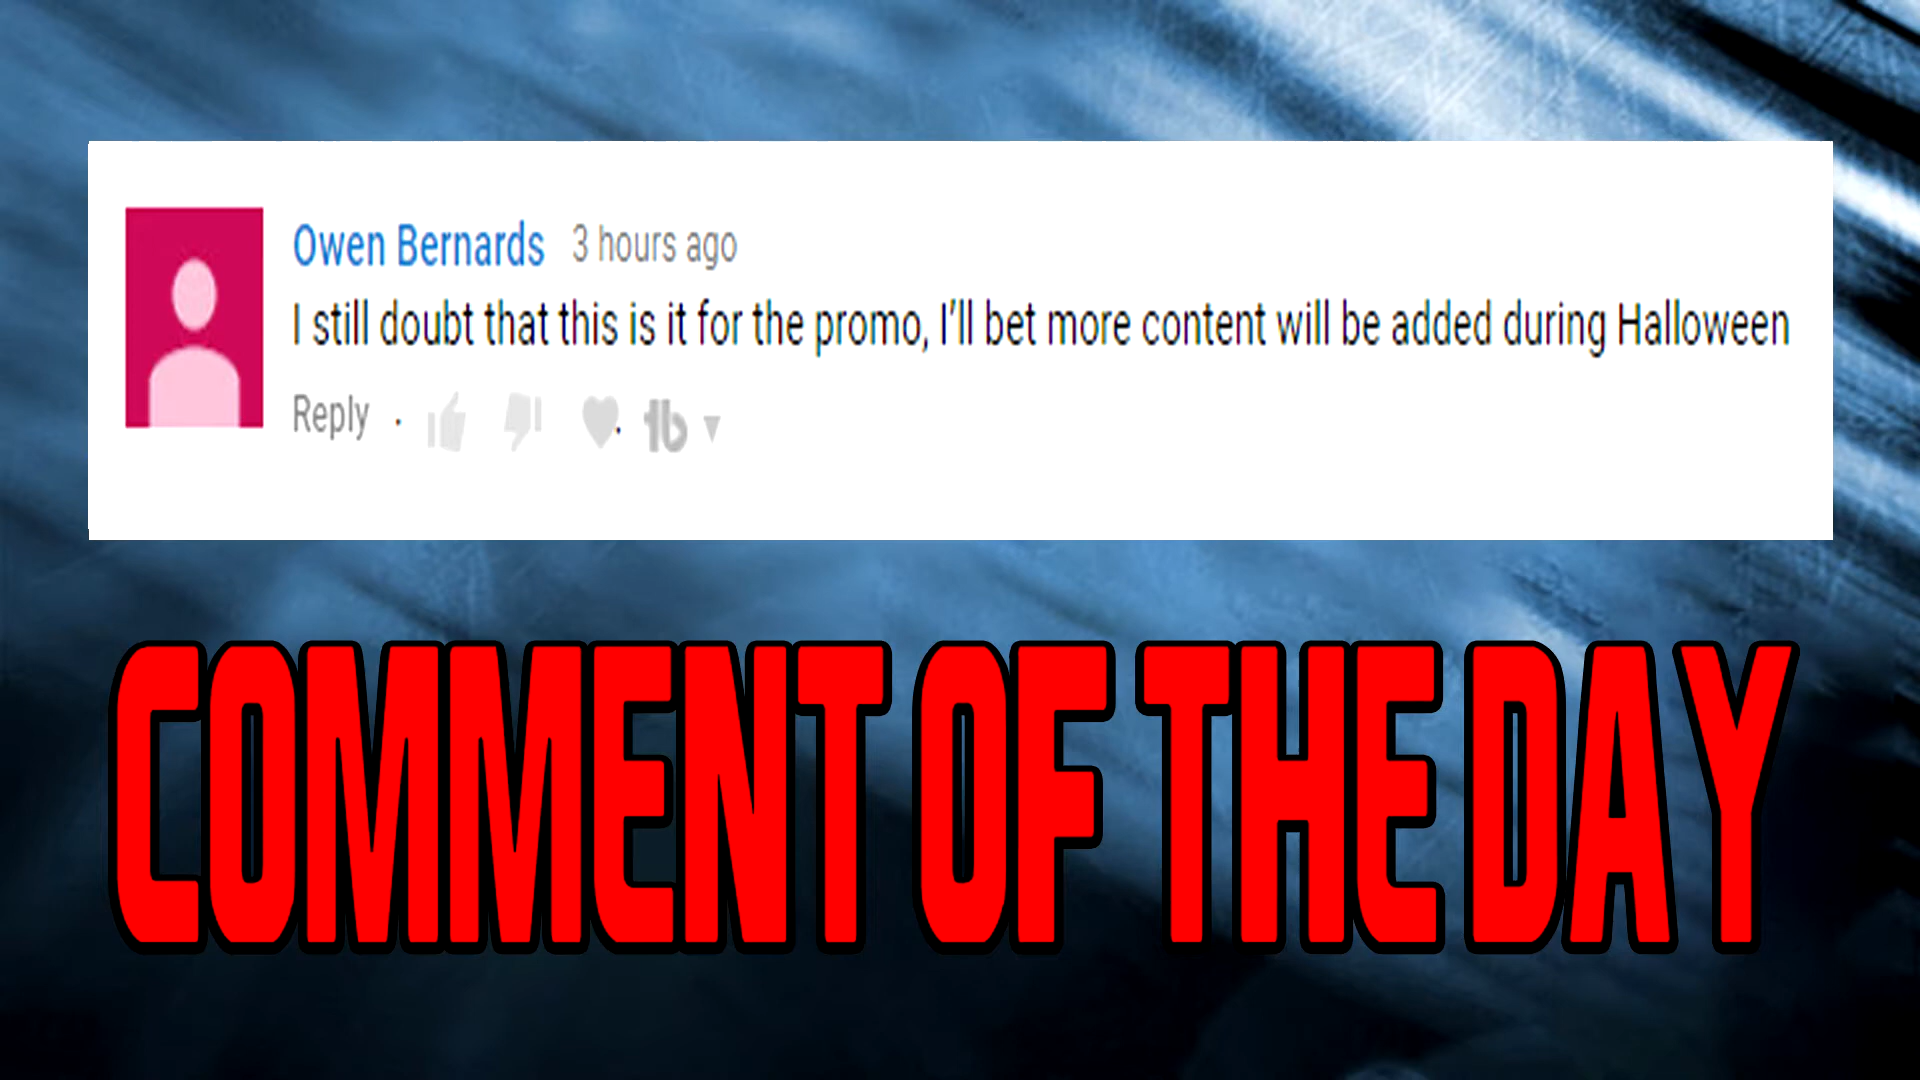 Owen Bernards 3 hours ago
I still doubt that this is it for the promo, I'll bet more content will be added during Halloween
Reply · tb
COMMENT OF THE DAY